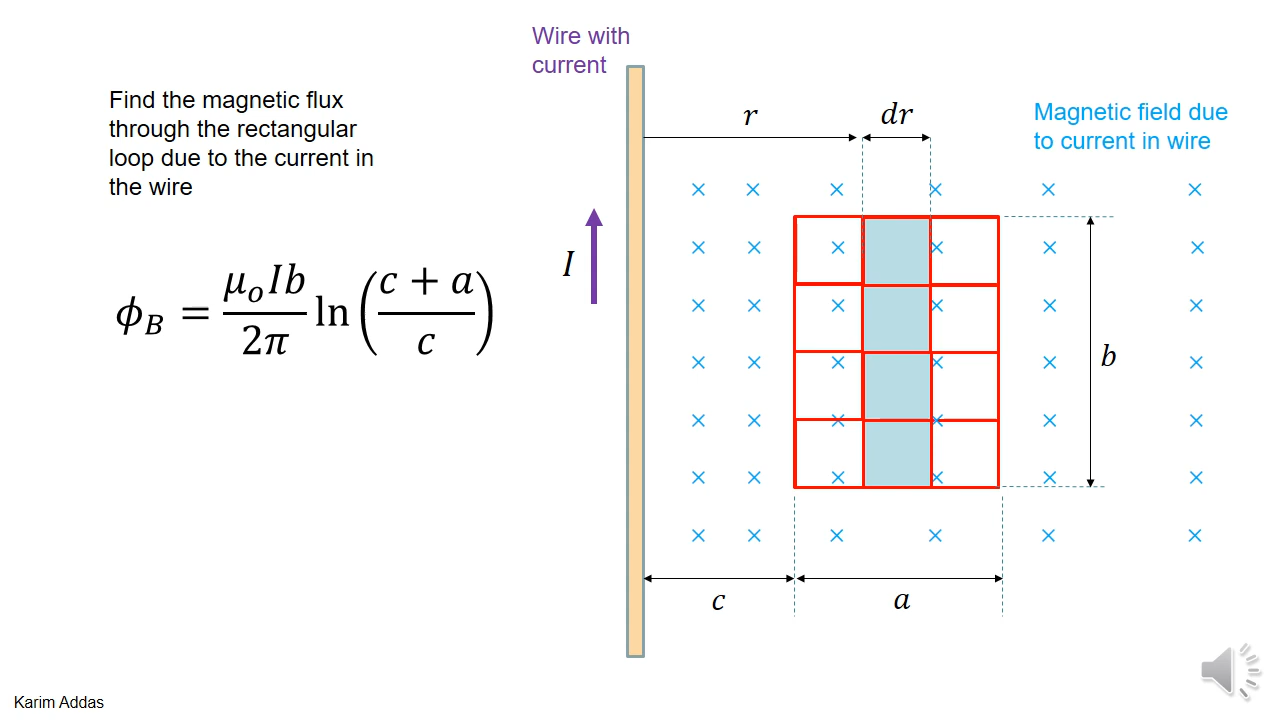 Wire with
current
Find the magnetic flux
through the rectangular
loop due to the current in
the wire
r
dr
Magnetic field due
to current in wire
I
ϕ_B = μ_o I b / 2π ln((c + a) / c)
b
c
a
Karim Addas